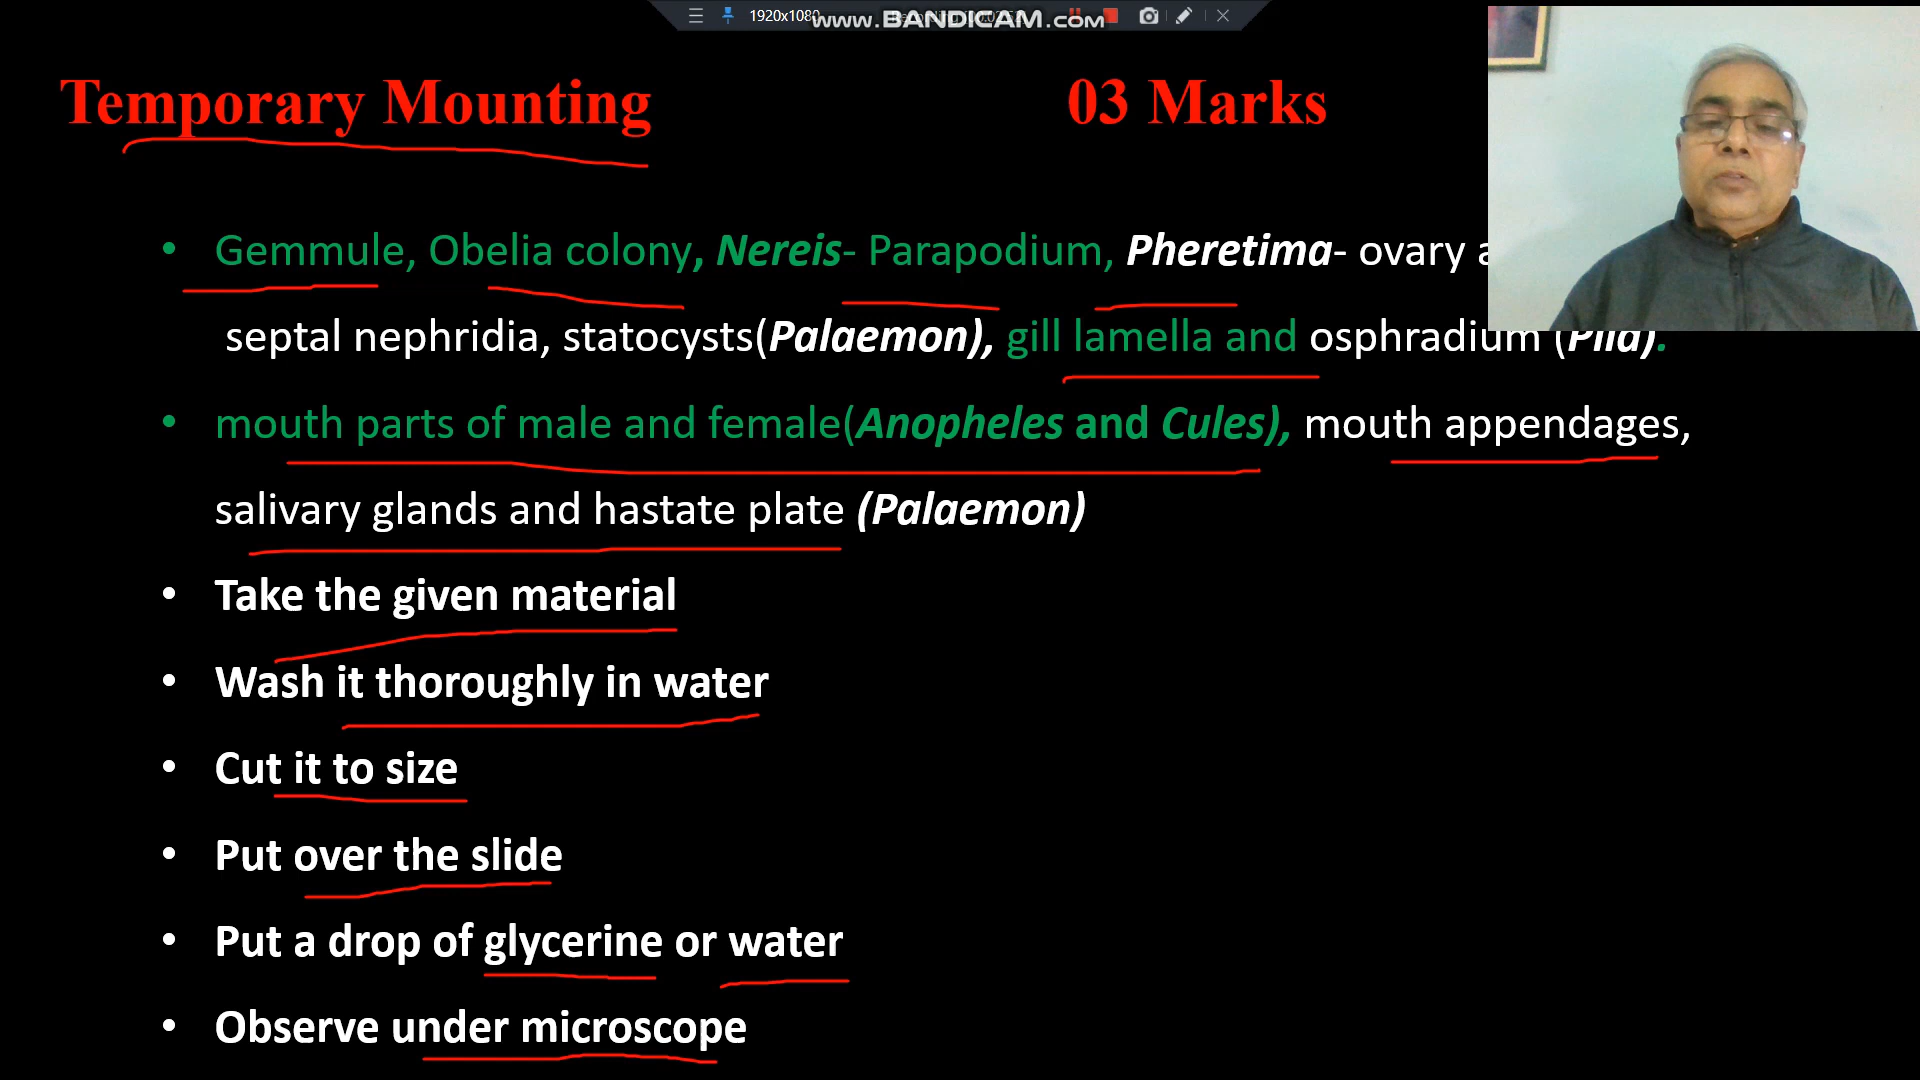 1920x1080
www.BANDICAM.com
Temporary Mounting 03 Marks
• Gemmule, Obelia colony, Nereis- Parapodium, Pheretima- ovary
septal nephridia, statocysts(Palaemon), gill lamella and osphradium (Pila).
• mouth parts of male and female(Anopheles and Cules), mouth appendages,
salivary glands and hastate plate (Palaemon)
• Take the given material
• Wash it thoroughly in water
• Cut it to size
• Put over the slide
• Put a drop of glycerine or water
• Observe under microscope